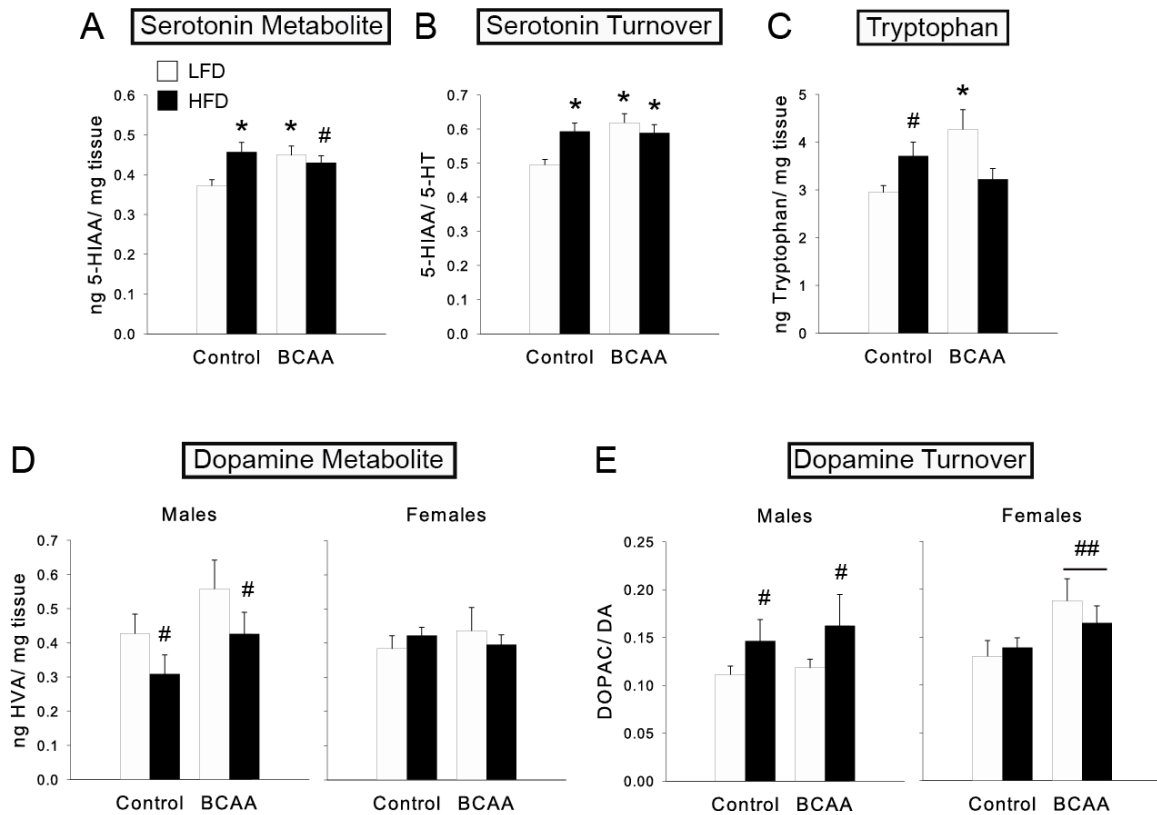 A
Serotonin Metabolite
LFD
HFD
ng 5-HIAA/ mg tissue
0.6
0.5
0.4
0.3
0.2
0.1
0.0
*
*
#
Control
BCAA
B
Serotonin Turnover
5-HIAA/ 5-HT
0.7
0.6
0.5
0.4
0.3
0.2
0.1
0.0
*
*
*
Control
BCAA
C
Tryptophan
ng Tryptophan/ mg tissue
5
4
3
2
1
0
#
*
Control
BCAA
D
Dopamine Metabolite
Males
Females
ng HVA/ mg tissue
0.7
0.6
0.5
0.4
0.3
0.2
0.1
0.0
#
#
Control
BCAA
Control
BCAA
E
Dopamine Turnover
Males
Females
DOPAC/ DA
0.25
0.20
0.15
0.10
0.05
0.00
#
#
##
Control
BCAA
Control
BCAA